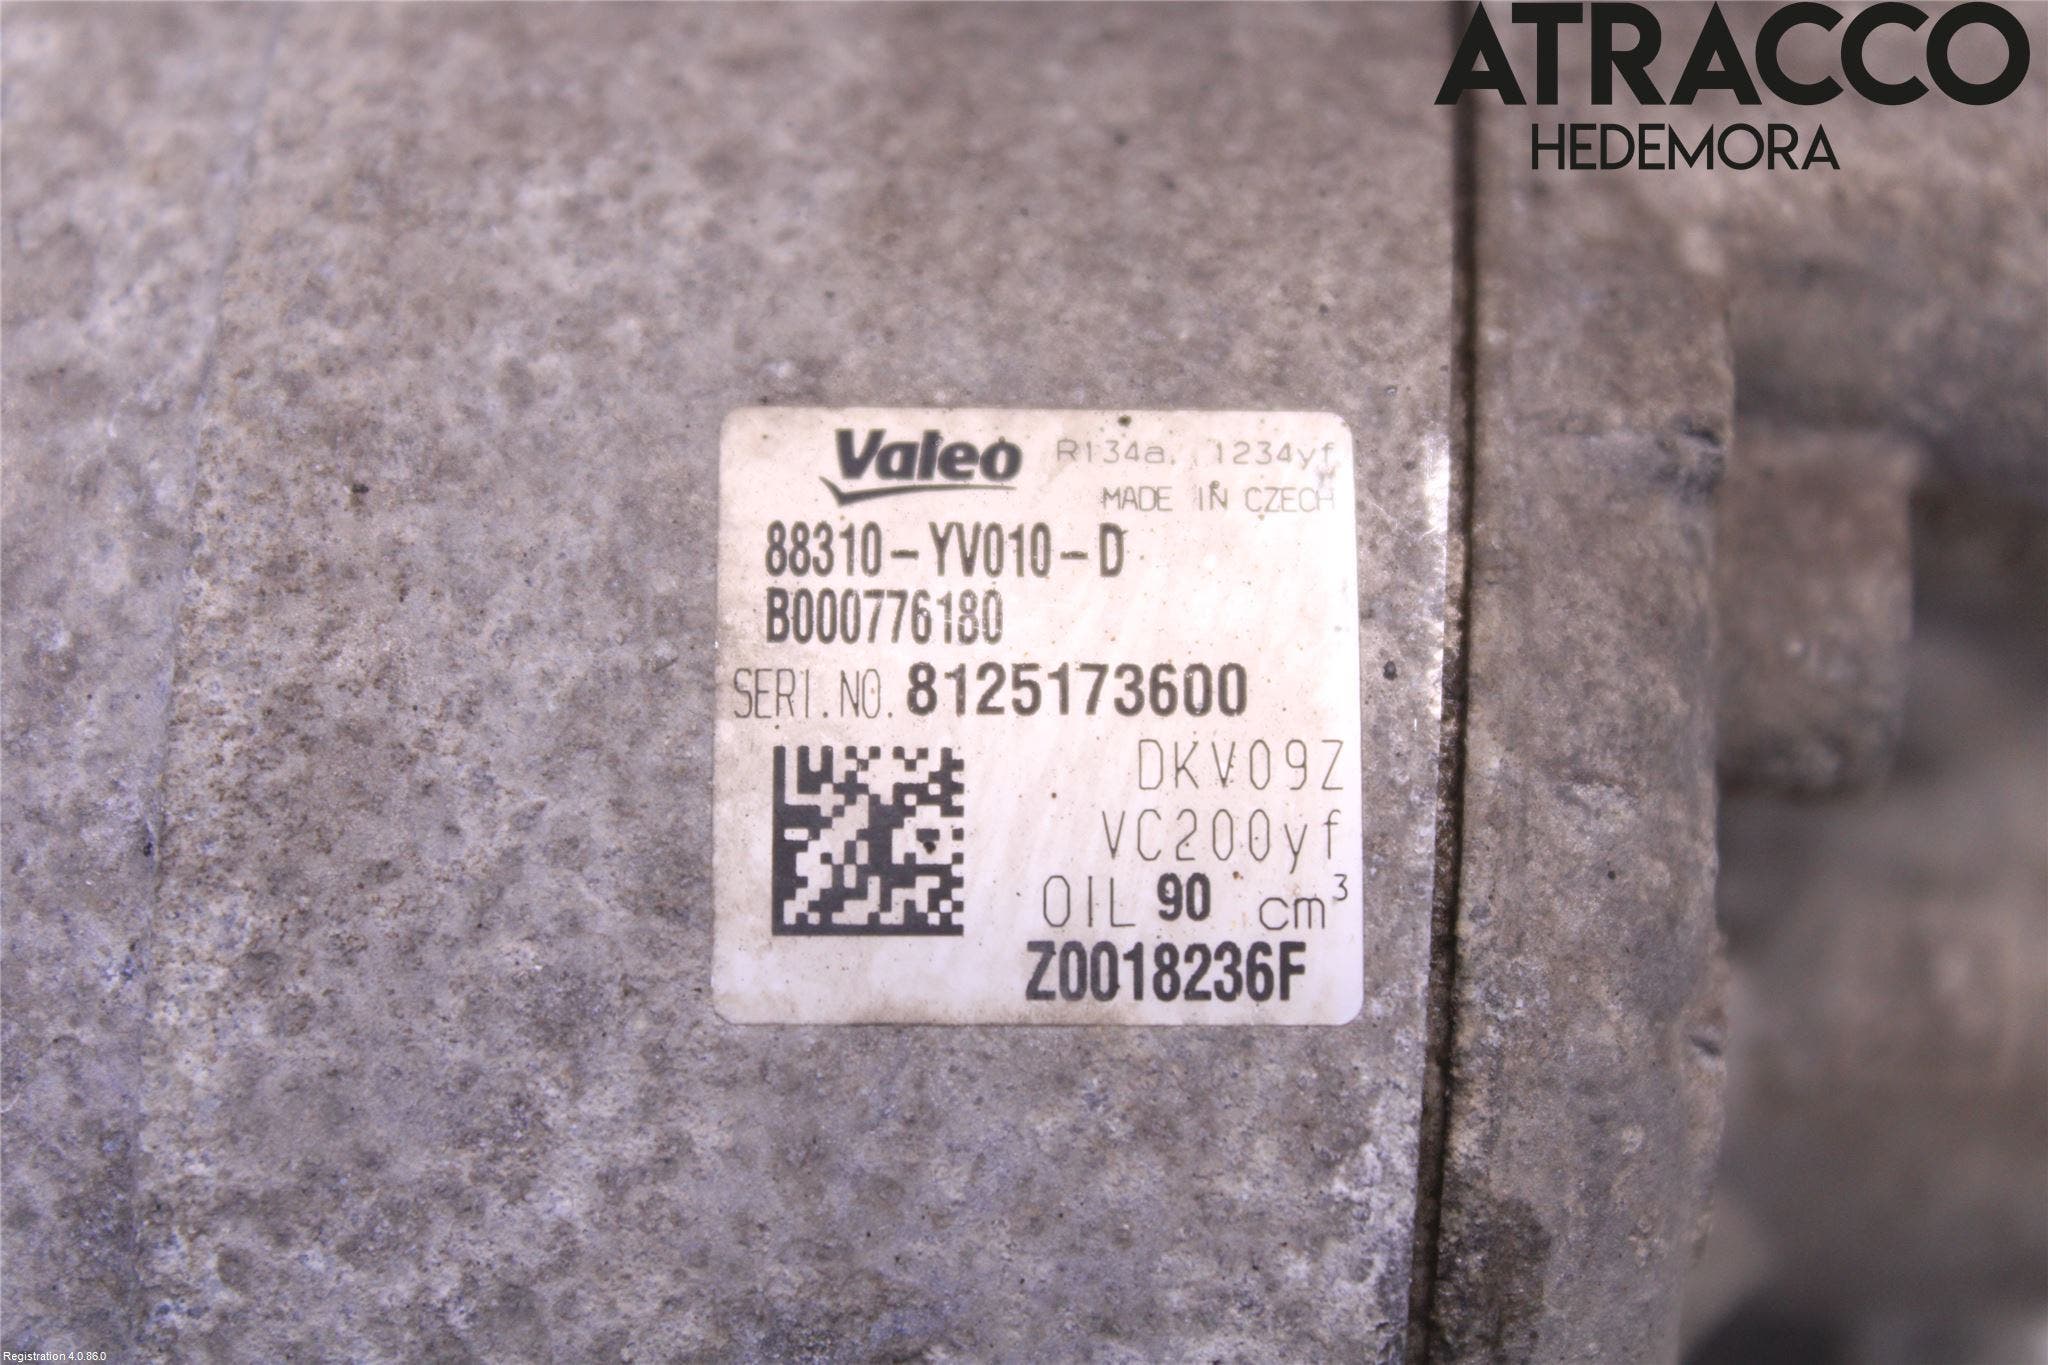 ATRACCO
HEDEMORA
Valeo R134a, 1234yf
MADE IN CZECH
88310-YV010-D
B000776180
SERI.NO. 8125173600
DKV09Z
VC200yf
OIL 90 cm³
Z0018236F
Registration 4.0.86.0